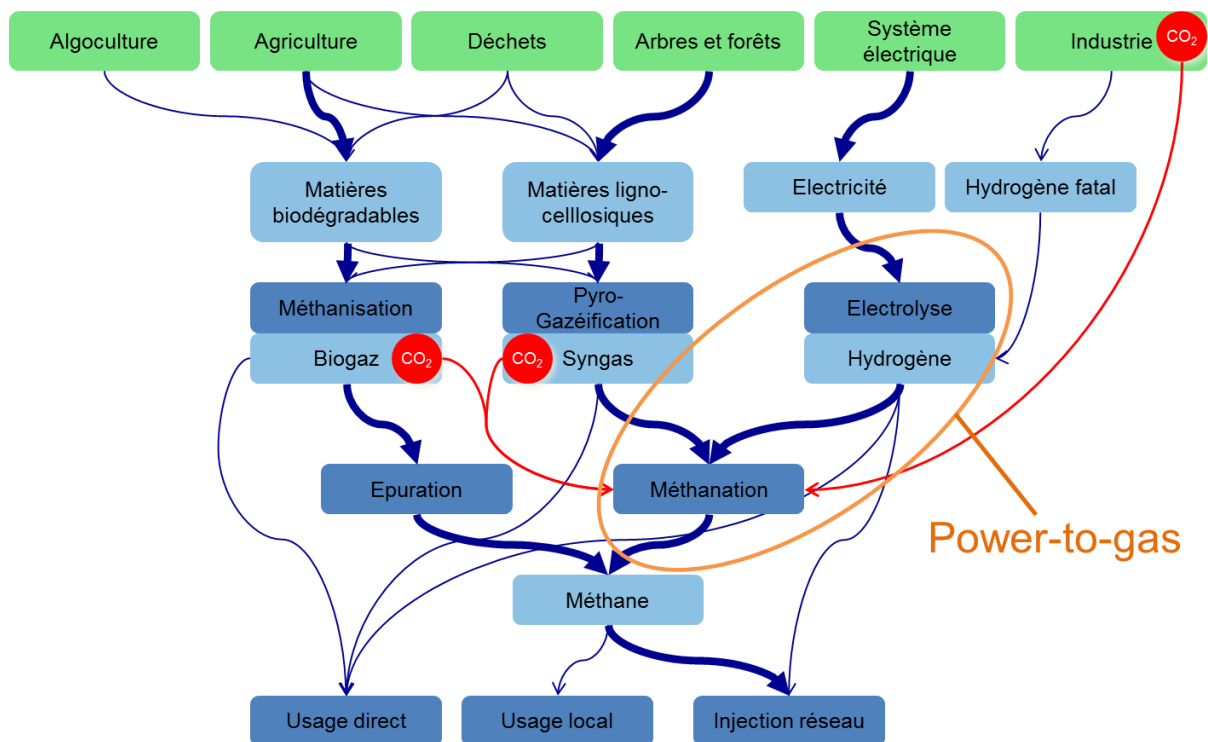 Algoculture
Agriculture
Déchets
Arbres et forêts
Système
électrique
Industrie
CO₂
Matières
biodégradables
Matières ligno-
celllosiques
Electricité
Hydrogène fatal
Méthanisation
Pyro-
Gazéification
Electrolyse
Biogaz
CO₂
CO₂
Syngas
Hydrogène
Epuration
Méthanation
Power-to-gas
Méthane
Usage direct
Usage local
Injection réseau